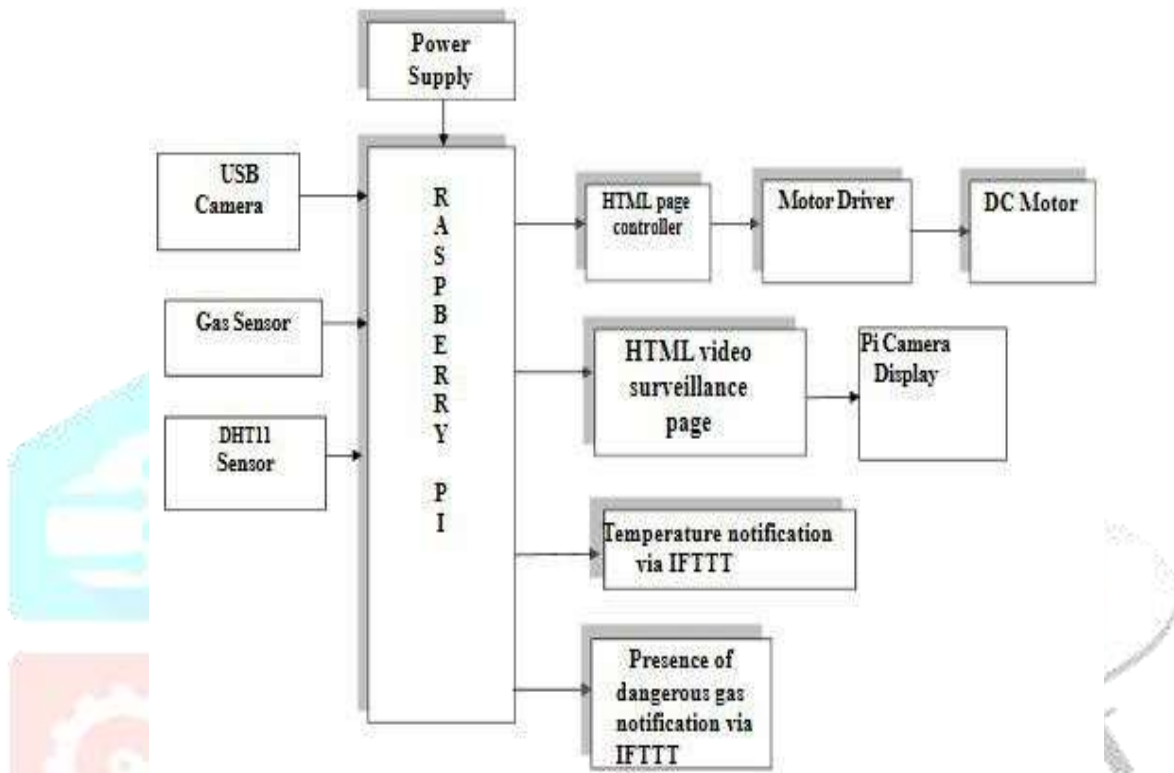 Power
Supply
USB
Camera
Gas Sensor
DHT11
Sensor
R
A
S
P
B
E
R
R
Y
P
I
HTML page
controller
Motor Driver
DC Motor
HTML video
surveillance
page
Pi Camera
Display
Temperature notification
via IFTTT
Presence of
dangerous gas
notification via
IFTTT